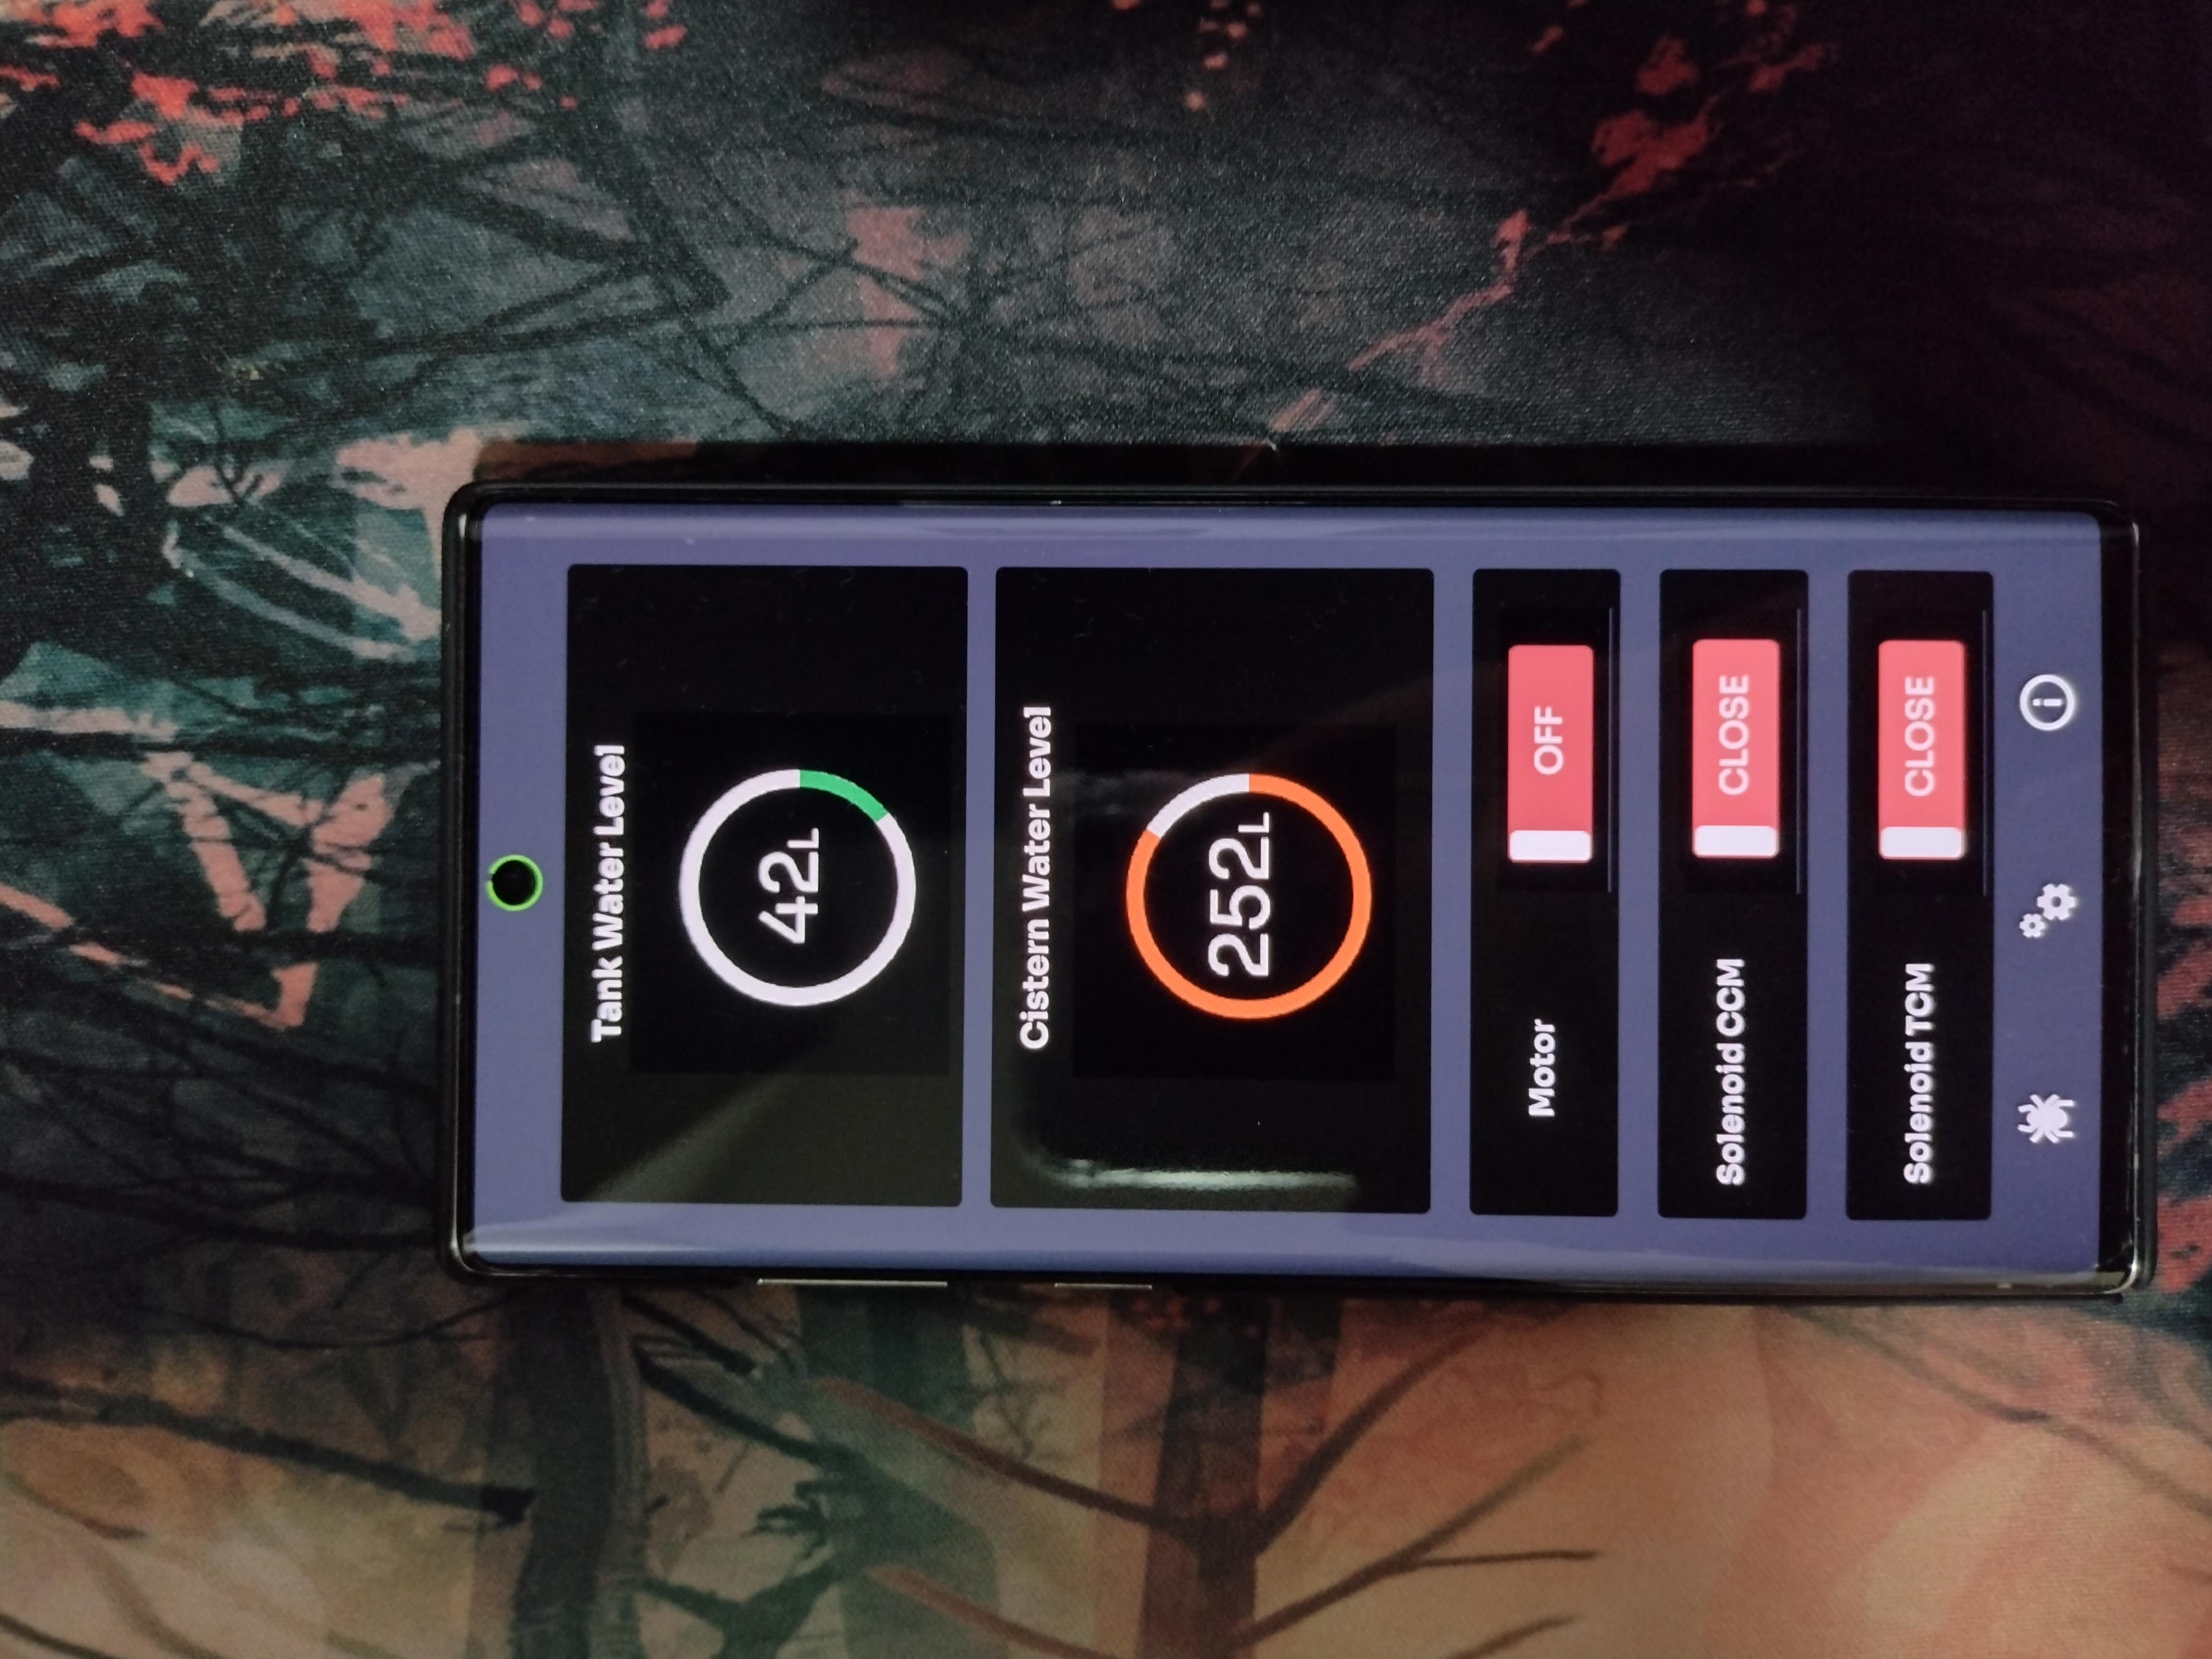 Tank Water Level
42L
Cistern Water Level
252L
Motor OFF
Solenoid CCM CLOSE
Solenoid TCM CLOSE